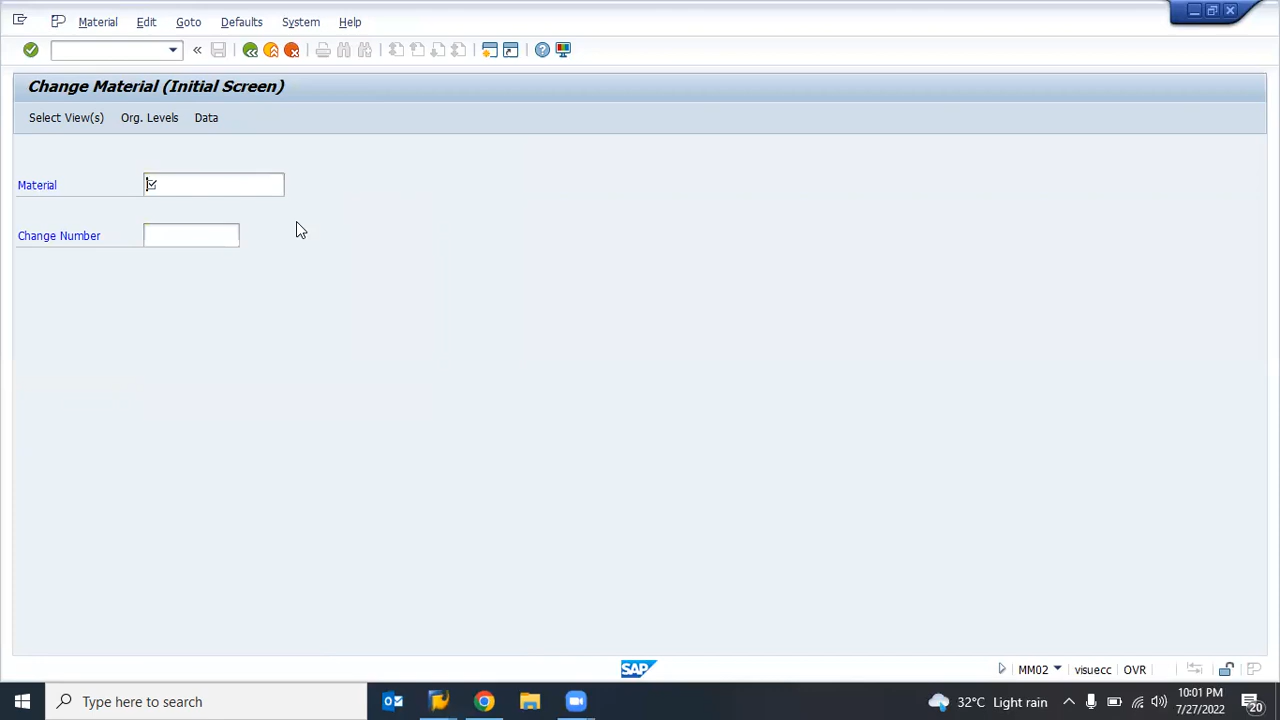 Material Edit Goto Defaults System Help
Change Material (Initial Screen)
Select View(s) Org. Levels Data
Material
Change Number
SAP
MM02 visuecc OVR
Type here to search
32°C Light rain
10:01 PM
7/27/2022
20